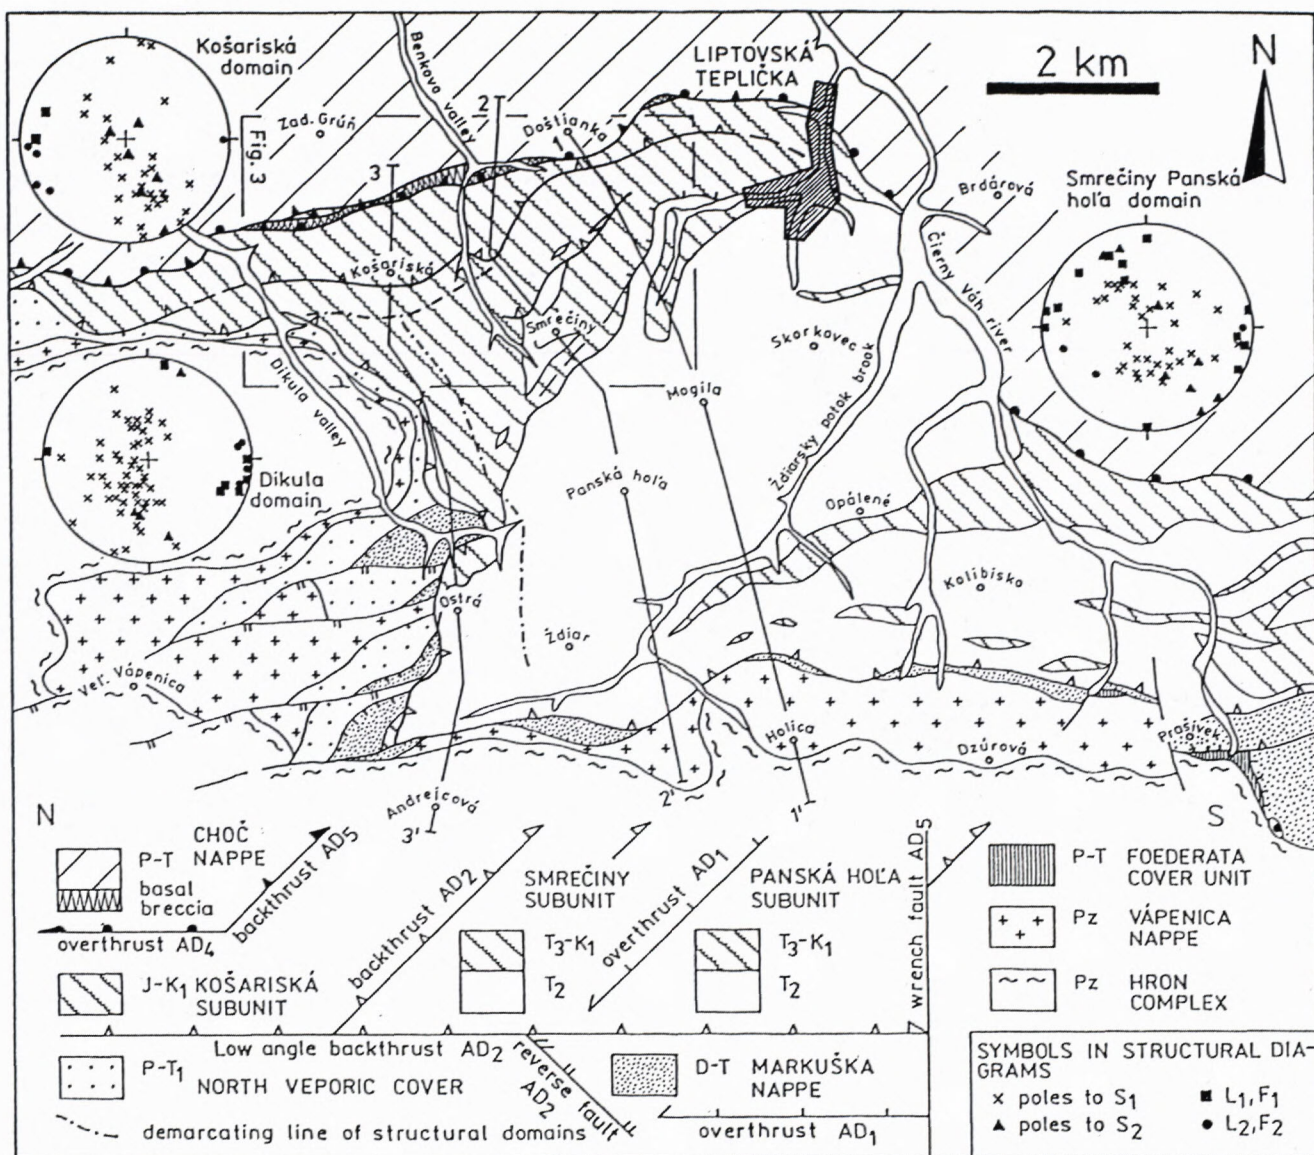 Košariská
domain
Zad. Grúň
Fig. 3
Benkovo valley
2
3
Doštianka
1
LIPTOVSKÁ
TEPLIČKA
2 km
N
Brdárová
Smrečiny Panská
hoľa domain
Čierny Váh river
Košariská
Smrečiny
Skorkovec
Mogila
Dikula valley
Dikula
domain
Panská hoľa
Ždiarsky potok brook
Opálené
Kolibisko
Ostrá
Ždiar
Veľ. Vápenica
Holica
Dzúrová
Prašivek
Andrejcová
3'
2'
1'
N
S
CHOČ
NAPPE
P-T
basal
breccia
overthrust AD4
backthrust AD5
J-K1 KOŠARISKÁ
SUBUNIT
backthrust AD2
SMREČINY
SUBUNIT
T3-K1
T2
overthrust AD1
PANSKÁ HOĽA
SUBUNIT
T3-K1
T2
wrench fault AD5
P-T FOEDERATA
COVER UNIT
Pz VÁPENICA
NAPPE
Pz HRON
COMPLEX
Low angle backthrust AD2
P-T1 NORTH VEPORIC COVER
reverse fault
AD2
D-T MARKUŠKA
NAPPE
demarcating line of structural domains
overthrust AD1
SYMBOLS IN STRUCTURAL DIA-
GRAMS
× poles to S1
■ L1,F1
▲ poles to S2
● L2,F2